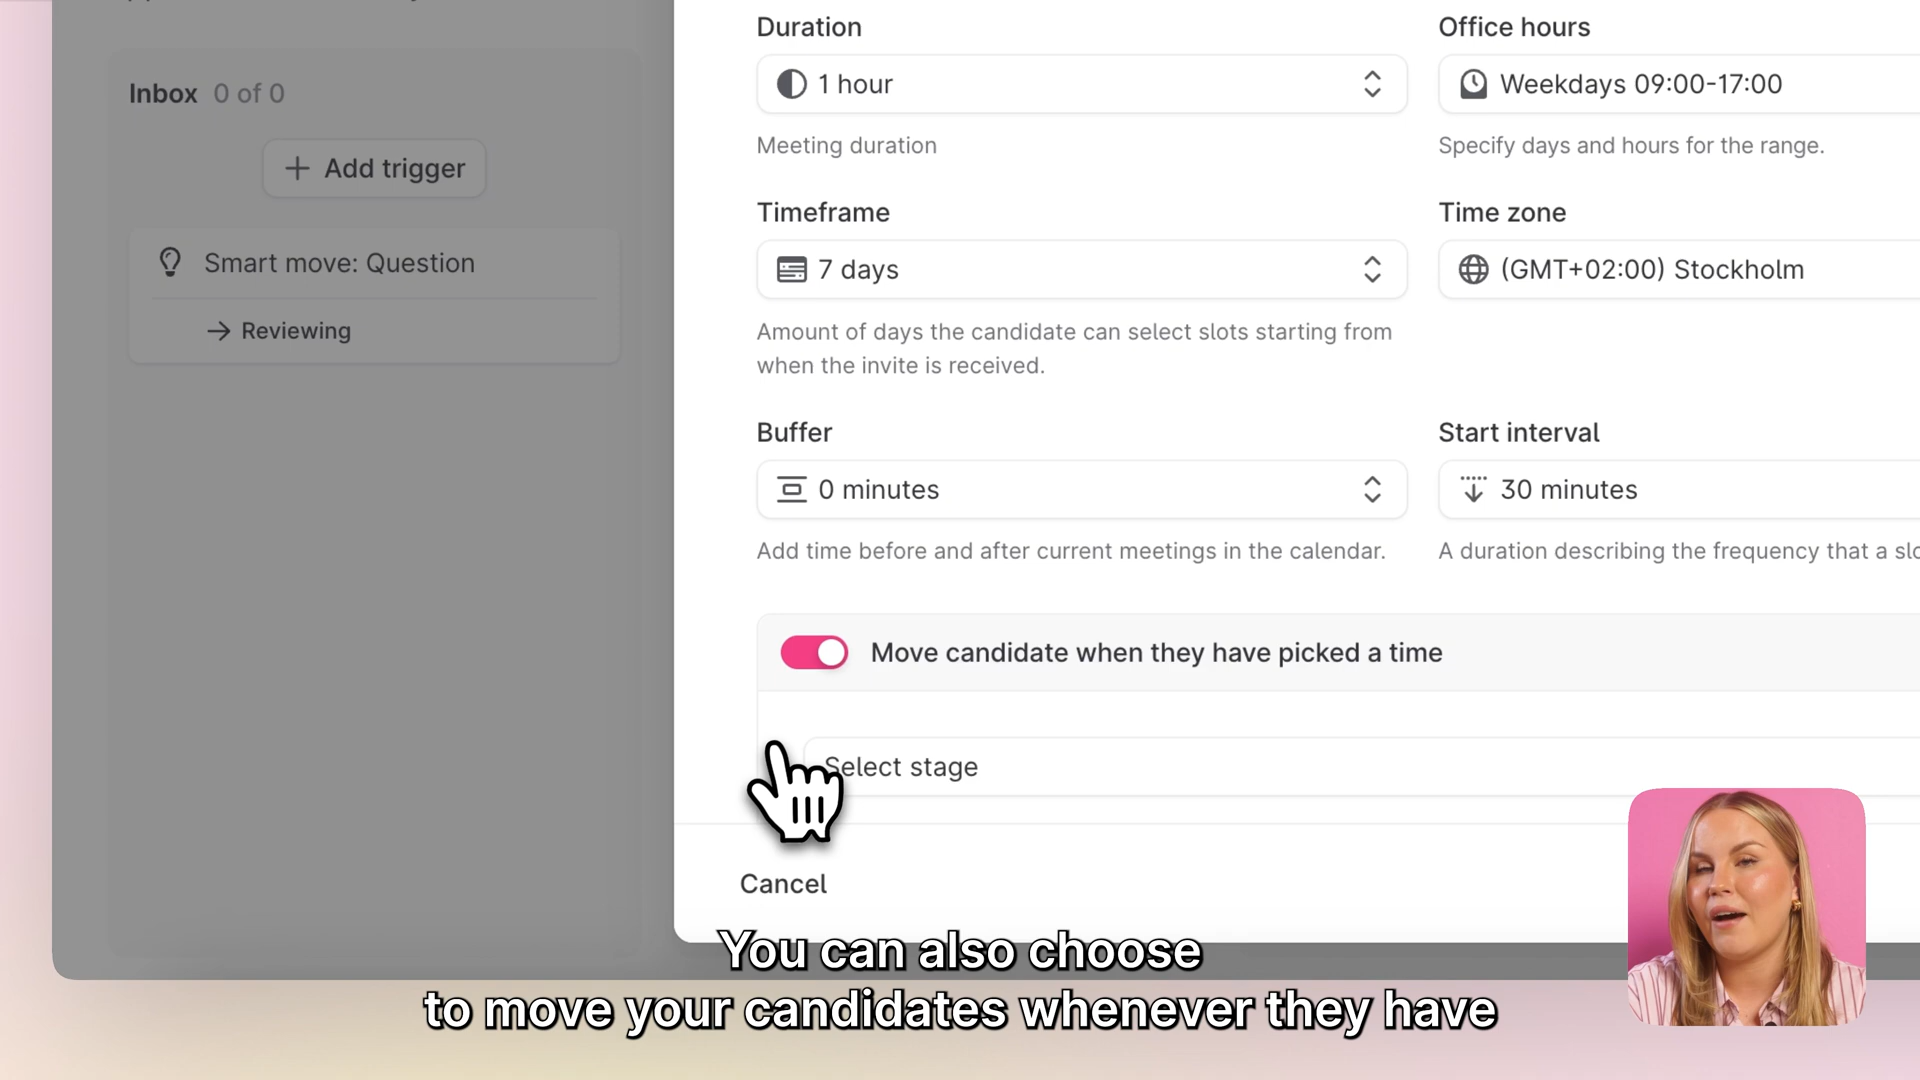 Inbox 0 of 0
Add trigger
Smart move: Question
Reviewing
Duration
1 hour
Meeting duration
Office hours
Weekdays 09:00-17:00
Specify days and hours for the range.
Timeframe
7 days
Amount of days the candidate can select slots starting from
when the invite is received.
Time zone
(GMT+02:00) Stockholm
Buffer
0 minutes
Add time before and after current meetings in the calendar.
Start interval
30 minutes
A duration describing the frequency that a slo
Move candidate when they have picked a time
Select stage
Cancel
You can also choose
to move your candidates whenever they have